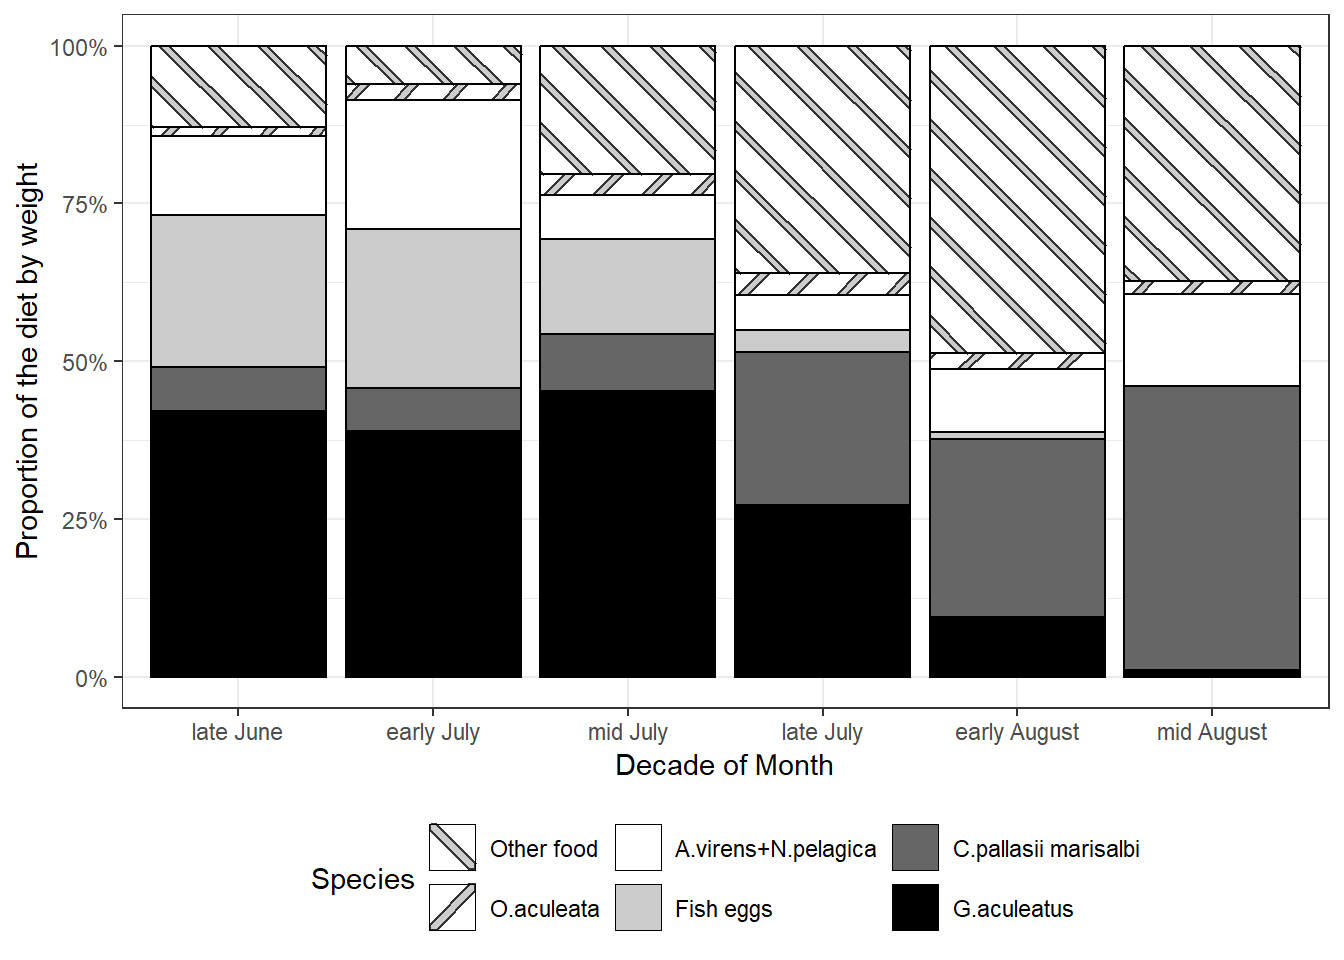 Proportion of the diet by weight
100%
75%
50%
25%
0%
late June early July mid July late July early August mid August
Decade of Month
Species
Other food A.virens+N.pelagica C.pallasii marisalbi
O.aculeata Fish eggs G.aculeatus